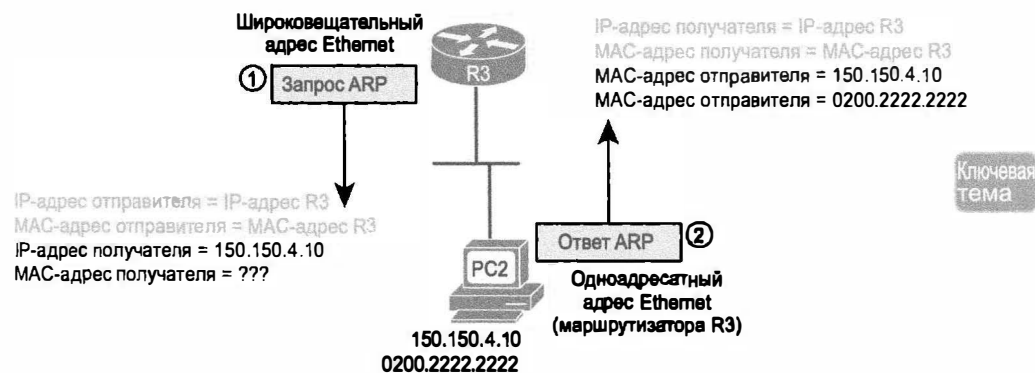 Широковещательный
адрес Ethernet
① Запрос ARP
R3
IP-адрес получателя = IP-адрес R3
MAC-адрес получателя = MAC-адрес R3
MAC-адрес отправителя = 150.150.4.10
MAC-адрес отправителя = 0200.2222.2222
Ключевая
тема
IP-адрес отправителя = IP-адрес R3
MAC-адрес отправителя = MAC-адрес R3
IP-адрес получателя = 150.150.4.10
MAC-адрес получателя = ???
PC2
Ответ ARP ②
Одноадресатный
адрес Ethernet
(маршрутизатора R3)
150.150.4.10
0200.2222.2222